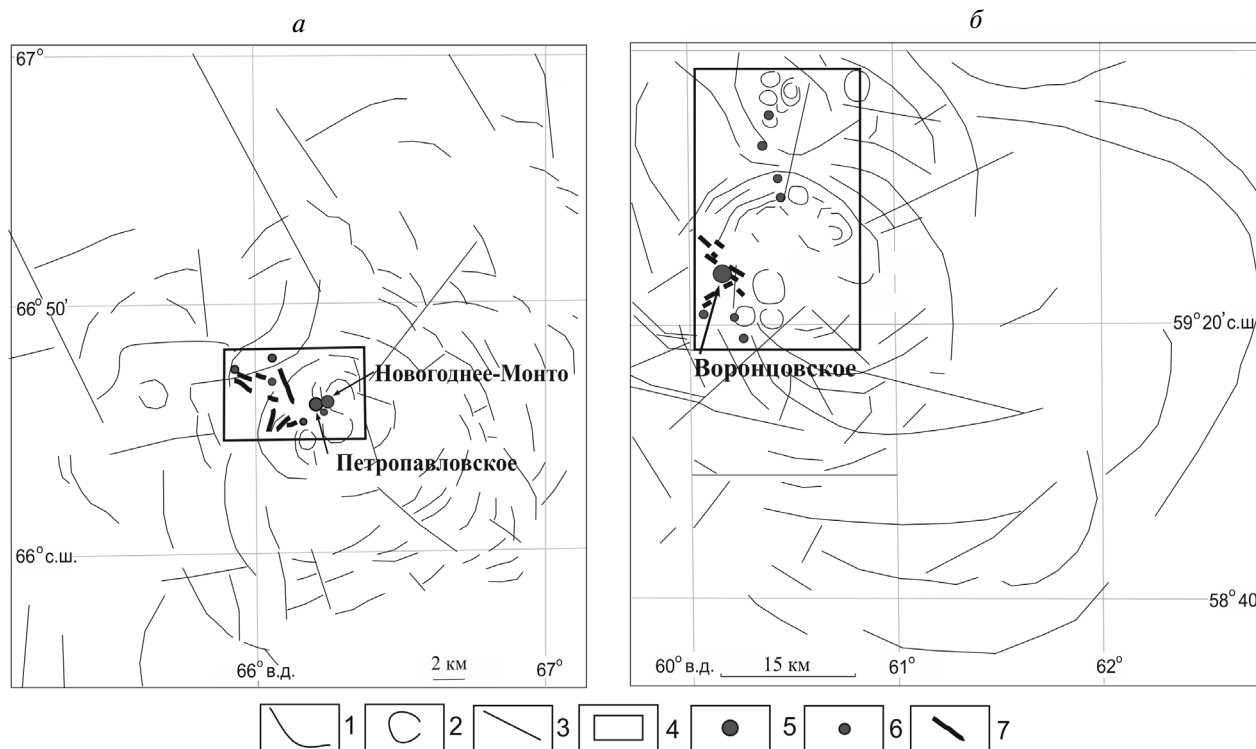 а
б
67°
66° 50'
Новогоднее-Монто
Петропавловское
66° с.ш.
66° в.д.
2 км
67°
Воронцовское
59° 20' с.ш
58° 40
60° в.д.
15 км
61°
62°
1 2 3 4 5 6 7